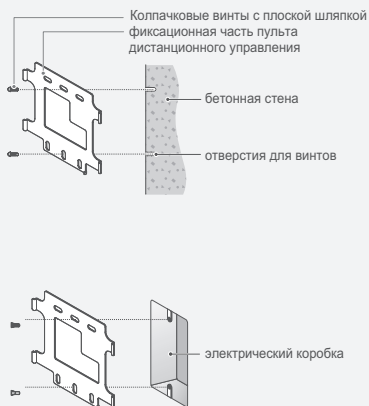 Колпачковые винты с плоской шляпкой
фиксационная часть пульта
дистанционного управления
бетонная стена
отверстия для винтов
электрический коробка